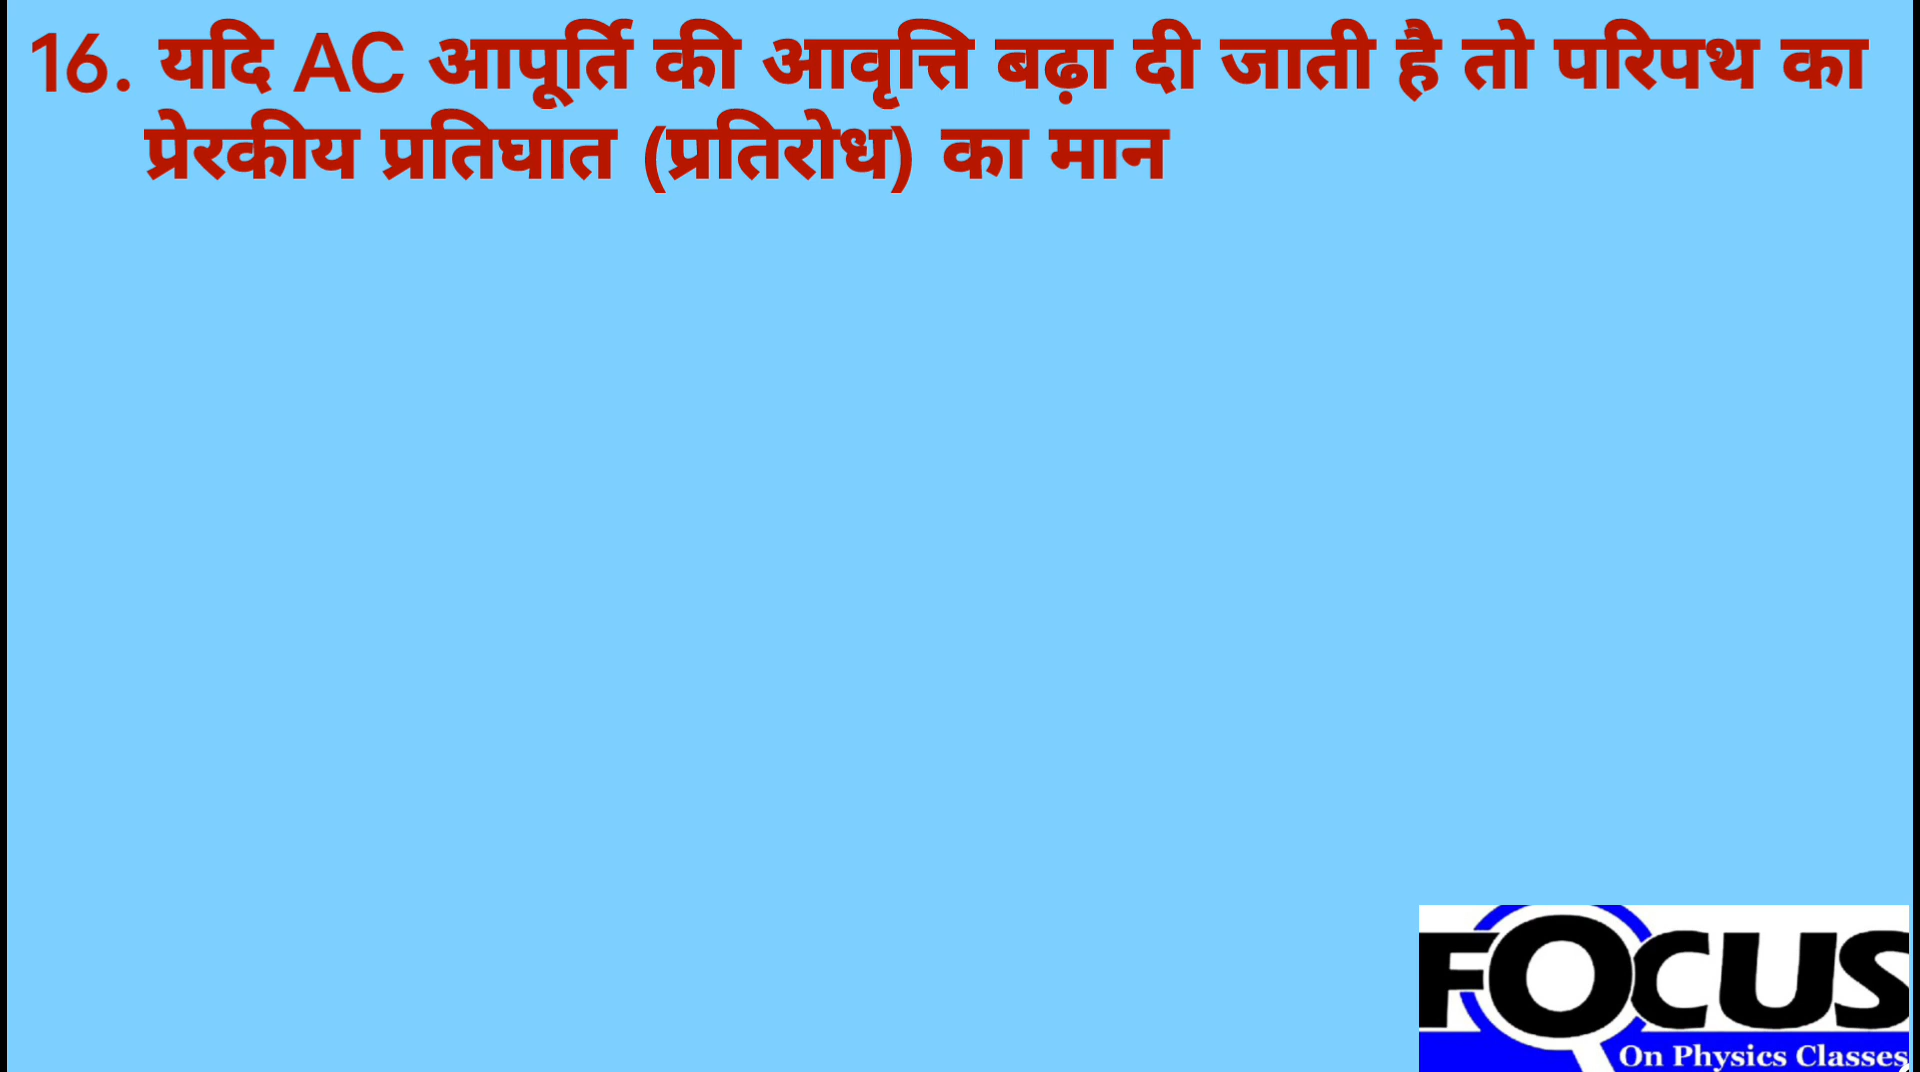 16. यदि AC आपूर्ति की आवृत्ति बढ़ा दी जाती है तो परिपथ का
प्रेरकीय प्रतिघात (प्रतिरोध) का मान
FOCUS
On Physics Classes